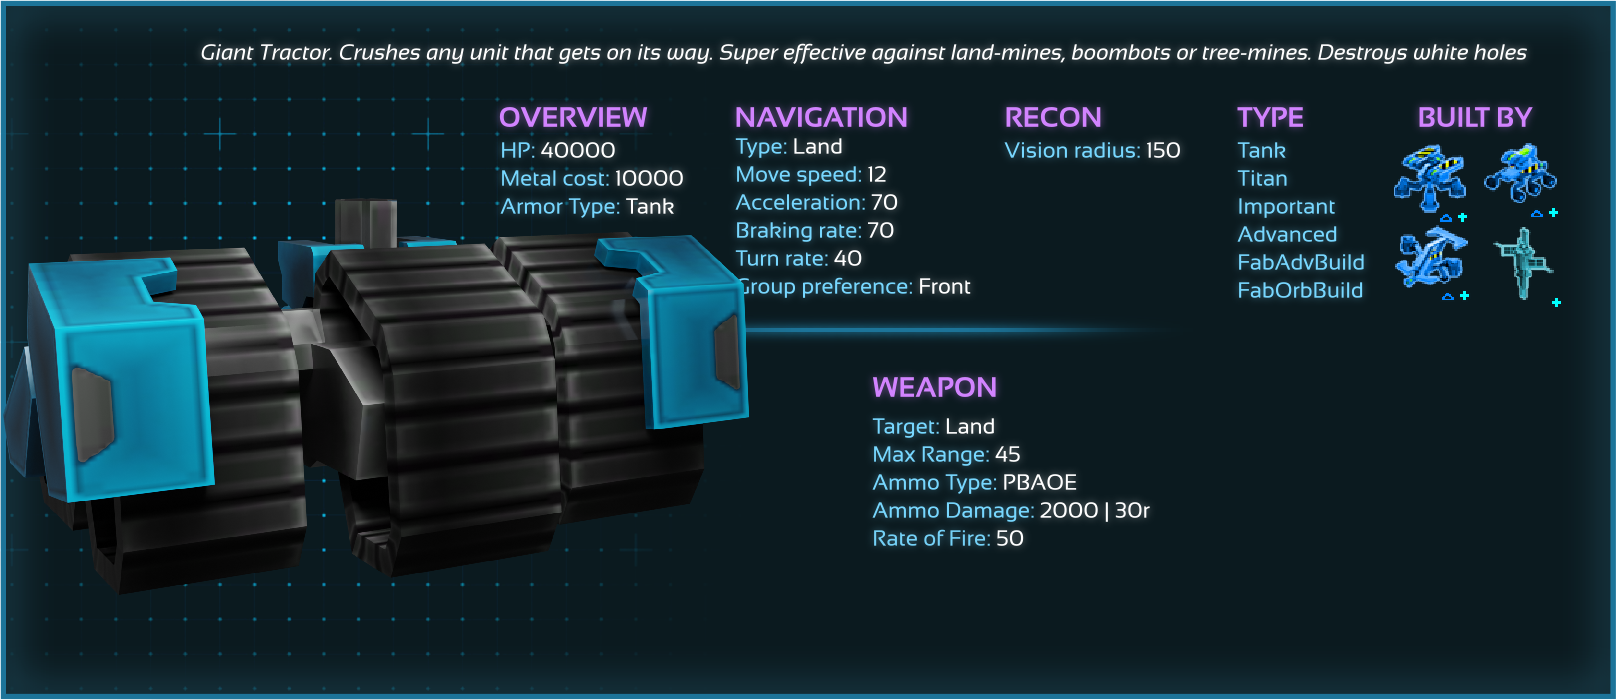 Giant Tractor. Crushes any unit that gets on its way. Super effective against land-mines, boombots or tree-mines. Destroys white holes
OVERVIEW
HP: 40000
Metal cost: 10000
Armor Type: Tank
NAVIGATION
Type: Land
Move speed: 12
Acceleration: 70
Braking rate: 70
Turn rate: 40
Group preference: Front
RECON
Vision radius: 150
TYPE
Tank
Titan
Important
Advanced
FabAdvBuild
FabOrbBuild
BUILT BY
WEAPON
Target: Land
Max Range: 45
Ammo Type: PBAOE
Ammo Damage: 2000 | 30r
Rate of Fire: 50